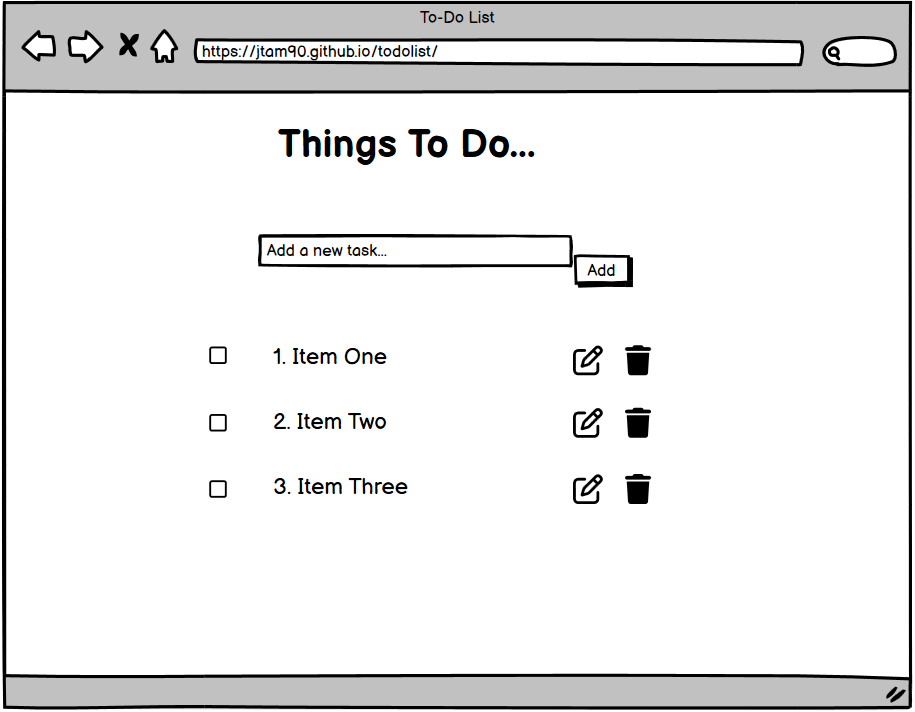 To-Do List
https://jtam90.github.io/todolist/
Things To Do...
Add a new task...
Add
1. Item One
2. Item Two
3. Item Three